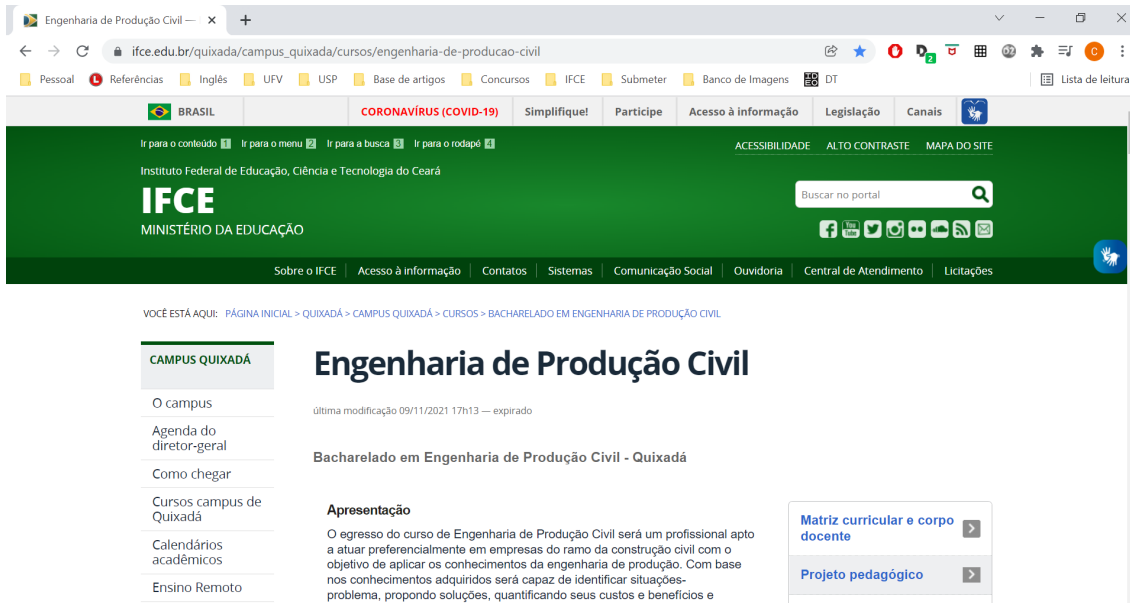 Engenharia de Produção Civil —
ifce.edu.br/quixada/campus_quixada/cursos/engenharia-de-producao-civil
Pessoal Referências Inglês UFV USP Base de artigos Concursos IFCE Submeter Banco de Imagens DT Lista de leitura
BRASIL CORONAVÍRUS (COVID-19) Simplifique! Participe Acesso à informação Legislação Canais
Ir para o conteúdo 1 Ir para o menu 2 Ir para a busca 3 Ir para o rodapé 4 ACESSIBILIDADE ALTO CONTRASTE MAPA DO SITE
Instituto Federal de Educação, Ciência e Tecnologia do Ceará
IFCE
Buscar no portal
MINISTÉRIO DA EDUCAÇÃO
Sobre o IFCE Acesso à informação Contatos Sistemas Comunicação Social Ouvidoria Central de Atendimento Licitações
VOCÊ ESTÁ AQUI: PÁGINA INICIAL > QUIXADÁ > CAMPUS QUIXADÁ > CURSOS > BACHARELADO EM ENGENHARIA DE PRODUÇÃO CIVIL
CAMPUS QUIXADÁ
O campus
Agenda do
diretor-geral
Como chegar
Cursos campus de
Quixadá
Calendários
acadêmicos
Ensino Remoto
Engenharia de Produção Civil
última modificação 09/11/2021 17h13 — expirado
Bacharelado em Engenharia de Produção Civil - Quixadá
Apresentação
O egresso do curso de Engenharia de Produção Civil será um profissional apto
a atuar preferencialmente em empresas do ramo da construção civil com o
objetivo de aplicar os conhecimentos da engenharia de produção. Com base
nos conhecimentos adquiridos será capaz de identificar situações-
problema, propondo soluções, quantificando seus custos e benefícios e
Matriz curricular e corpo
docente
Projeto pedagógico